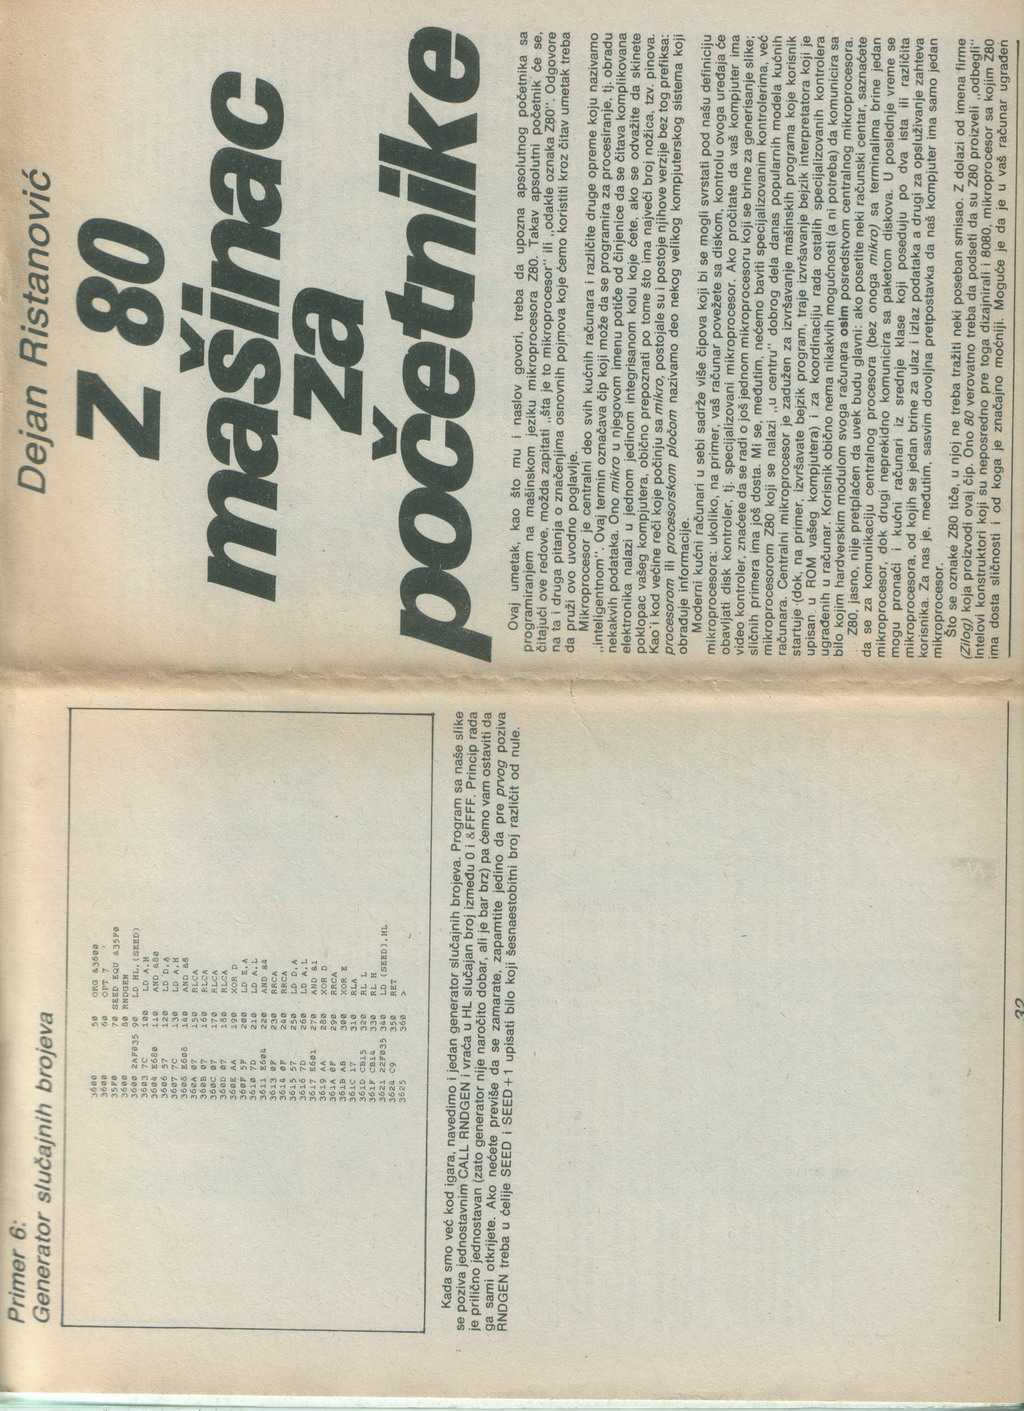 Primer 6:
Generator slučajnih brojeva
3600 50 ORG &3600
3600 60 OPT 7
35F0 70 SEED EQU &35F0
3600 80 RNDGEN
3600 2AF035 90 LD HL,(SEED)
3603 7C 100 LD A,H
3604 E680 110 AND &80
3606 57 120 LD D,A
3607 7C 130 LD A,H
3608 E608 140 AND &8
360A 07 150 RLCA
360B 07 160 RLCA
360C 07 170 RLCA
360D 07 180 RLCA
360E AA 190 XOR D
360F 5F 200 LD E,A
3610 7D 210 LD A,L
3611 E604 220 AND &4
3613 0F 230 RRCA
3614 0F 240 RRCA
3615 57 250 LD D,A
3616 7D 260 LD A,L
3617 E601 270 AND &1
3619 AA 280 XOR D
361A 0F 290 RRCA
361B AB 300 XOR E
361C 17 310 RLA
361D CB15 320 RL L
361F CB14 330 RL H
3621 22F035 340 LD (SEED),HL
3624 C9 350 RET
3625 360 >
Kada smo već kod igara, navedimo i jedan generator slučajnih brojeva. Program sa naše slike
se poziva jednostavnim CALL RNDGEN i vraća u HL slučajan broj između 0 i &FFFF. Princip rada
je prilično jednostavan (zato generator nije naročito dobar, ali je bar brz) pa ćemo vam ostaviti da
ga sami otkrijete. Ako nećete previše da se zamarate, zapamtite jedino da pre prvog poziva
RNDGEN treba u ćelije SEED i SEED+1 upisati bilo koji šesnaestobitni broj različit od nule.
32
Dejan Ristanović
Z 80
mašinac
za
početnike
Ovaj umetak, kao što mu i naslov govori, treba da upozna apsolutnog početnika sa
programiranjem na mašinskom jeziku mikroprocesora Z80. Takav apsolutni početnik će se,
čitajući ove redove, možda zapitati „šta je to mikroprocesor“ ili „odakle oznaka Z80“. Odgovore
na ta i druga pitanja o značenjima osnovnih pojmova koje ćemo koristiti kroz čitav umetak treba
da pruži ovo uvodno poglavlje.
Mikroprocesor je centralni deo svih kućnih računara i različite druge opreme koju nazivamo
„inteligentnom“. Ovaj termin označava čip koji može da se programira za procesiranje, tj. obradu
nekakvih podataka. Ono mikro u njegovom imenu potiče od činjenice da se čitava komplikovana
elektronika nalazi u jednom jedinom integrisanom kolu koje ćete, ako se odvažite da skinete
poklopac vašeg kompjutera, obično prepoznati po tome što ima najveći broj nožica, tzv. pinova.
Kao i kod većine reči koje počinju sa mikro, postojale su i postoje njihove verzije bez tog prefiksa:
procesorom ili procesorskom pločom nazivamo deo nekog velikog kompjuterskog sistema koji
obrađuje informacije.
Moderni kućni računari u sebi sadrže više čipova koji bi se mogli svrstati pod našu definiciju
mikroprocesora: ukoliko, na primer, vaš računar povežete sa diskom, kontrolu ovoga uređaja će
obavljati disk kontroler, tj. specijalizovani mikroprocesor. Ako pročitate da vaš kompjuter ima
video kontroler, znaćete da se radi o još jednom mikroprocesoru koji se brine za generisanje slike;
sličnih primera ima još dosta. Mi se, međutim, nećemo baviti specijalizovanim kontrolerima, već
mikroprocesorom Z80 koji se nalazi „u centru“ dobrog dela danas popularnih modela kućnih
računara. Centralni mikroprocesor je zadužen za izvršavanje mašinskih programa koje korisnik
startuje (dok, na primer, izvršavate bejzik program, traje izvršavanje bejzik interpretatora koji je
upisan u ROM vašeg kompjutera) i za koordinaciju rada ostalih specijalizovanih kontrolera
ugrađenih u računar. Korisnik obično nema nikakvih mogućnosti (a ni potreba) da komunicira sa
bilo kojim hardverskim modulom svoga računara osim posredstvom centralnog mikroprocesora.
Z80, jasno, nije pretplaćen da uvek budu glavni: ako posetite neki računski centar, saznaćete
da se za komunikaciju centralnog procesora (bez onoga mikro) sa terminalima brine jedan
mikroprocesor, dok drugi neprekidno komunicira sa paketom diskova. U poslednje vreme se
mogu pronaći i kućni računari iz srednje klase koji poseduju po dva ista ili različita
mikroprocesora, od kojih se jedan brine za ulaz i izlaz podataka a drugi za opsluživanje zahteva
korisnika. Za nas je, međutim, sasvim dovoljna pretpostavka da naš kompjuter ima samo jedan
mikroprocesor.
Što se oznake Z80 tiče, u njoj ne treba tražiti neki poseban smisao. Z dolazi od imena firme
(Zilog) koja proizvodi ovaj čip. Ono 80 verovatno treba da podseti da su Z80 proizveli „odbegli“
Intelovi konstruktori koji su neposredno pre toga dizajnirali i 8080, mikroprocesor sa kojim Z80
ima dosta sličnosti i od koga je značajno moćniji. Moguće je da je u vaš računar ugrađen